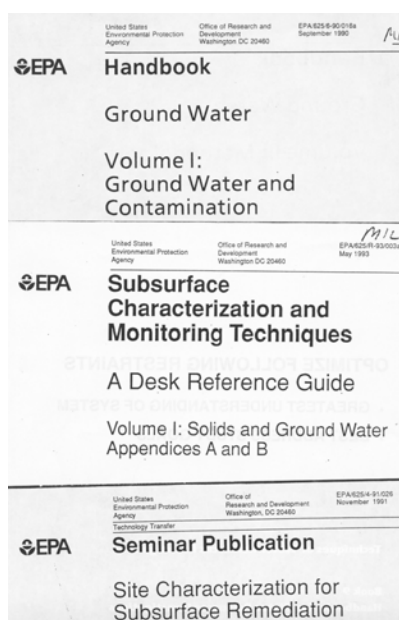 United States
Environmental Protection
Agency
Office of Research and
Development
Washington DC 20460
EPA/625/6-90/016a
September 1990
EPA
Handbook
Ground Water
Volume I:
Ground Water and
Contamination
MIL
United States
Environmental Protection
Agency
Office of Research and
Development
Washington DC 20460
EPA/625/R-93/003a
May 1993
EPA
Subsurface
Characterization and
Monitoring Techniques
A Desk Reference Guide
Volume I: Solids and Ground Water
Appendices A and B
United States
Environmental Protection
Agency
Office of
Research and Development
Washington, DC 20460
EPA/625/4-91/026
November 1991
Technology Transfer
EPA
Seminar Publication
Site Characterization for
Subsurface Remediation